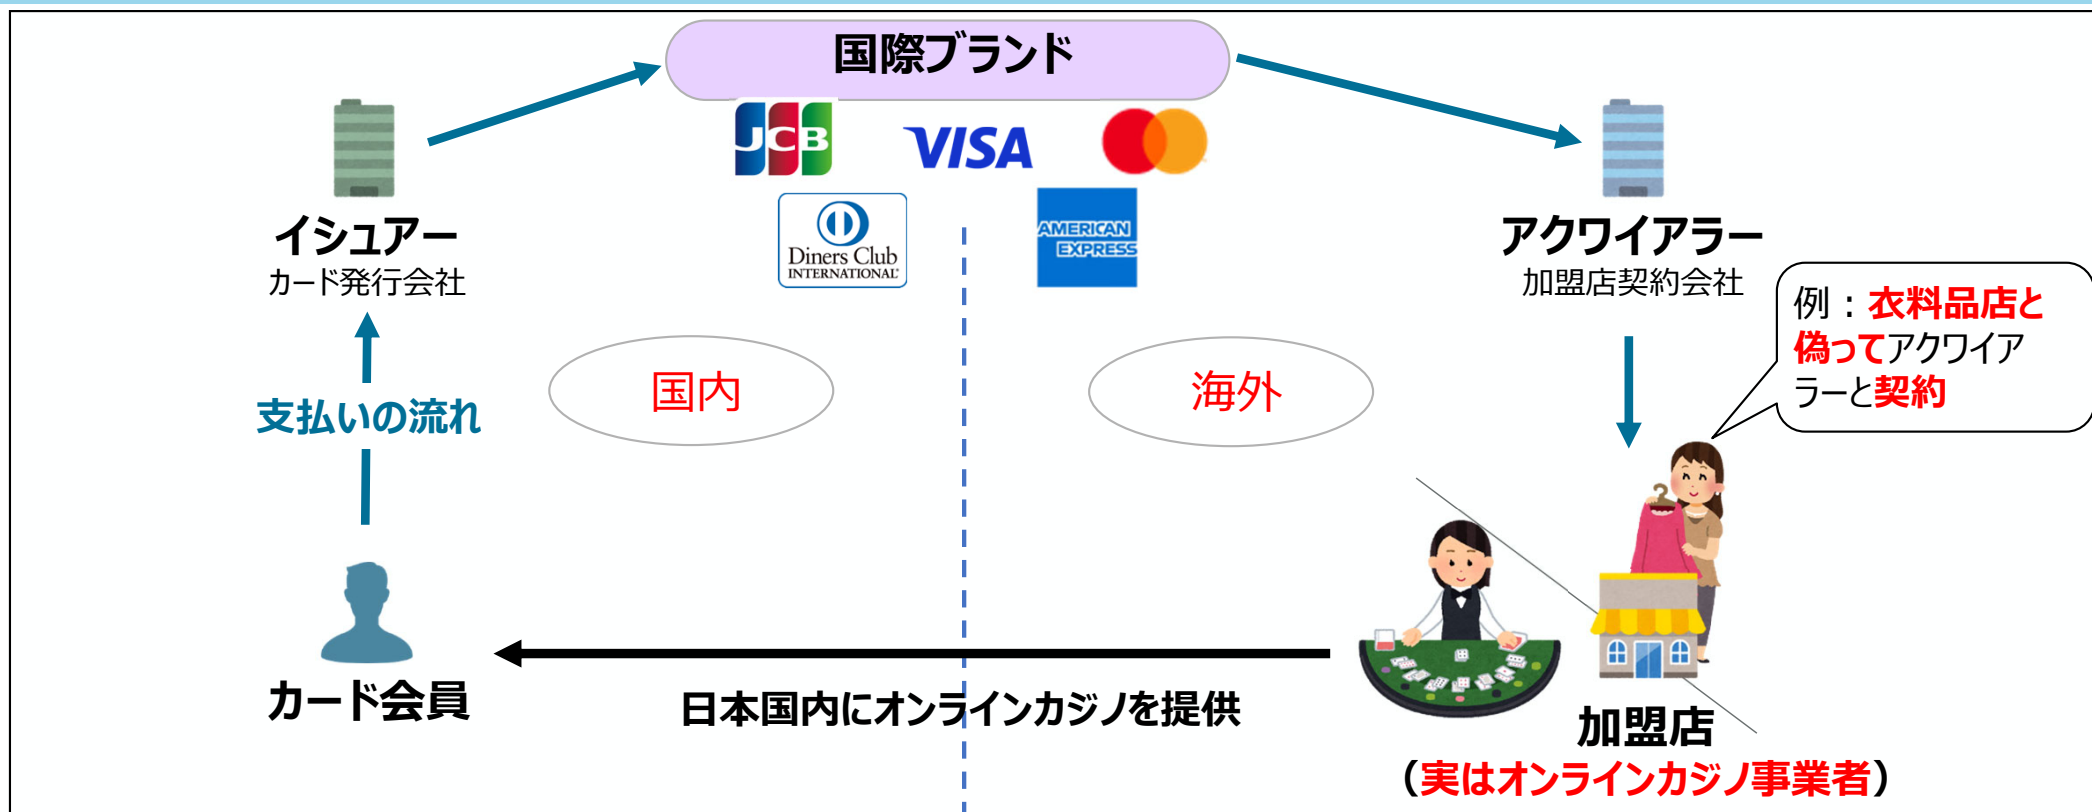 国際ブランド
JCB
VISA
Diners Club
INTERNATIONAL
AMERICAN
EXPRESS
イシュアー
カード発行会社
アクワイアラー
加盟店契約会社
例：衣料品店と
偽ってアクワイア
ラーと契約
支払いの流れ
国内
海外
カード会員
日本国内にオンラインカジノを提供
加盟店
（実はオンラインカジノ事業者）